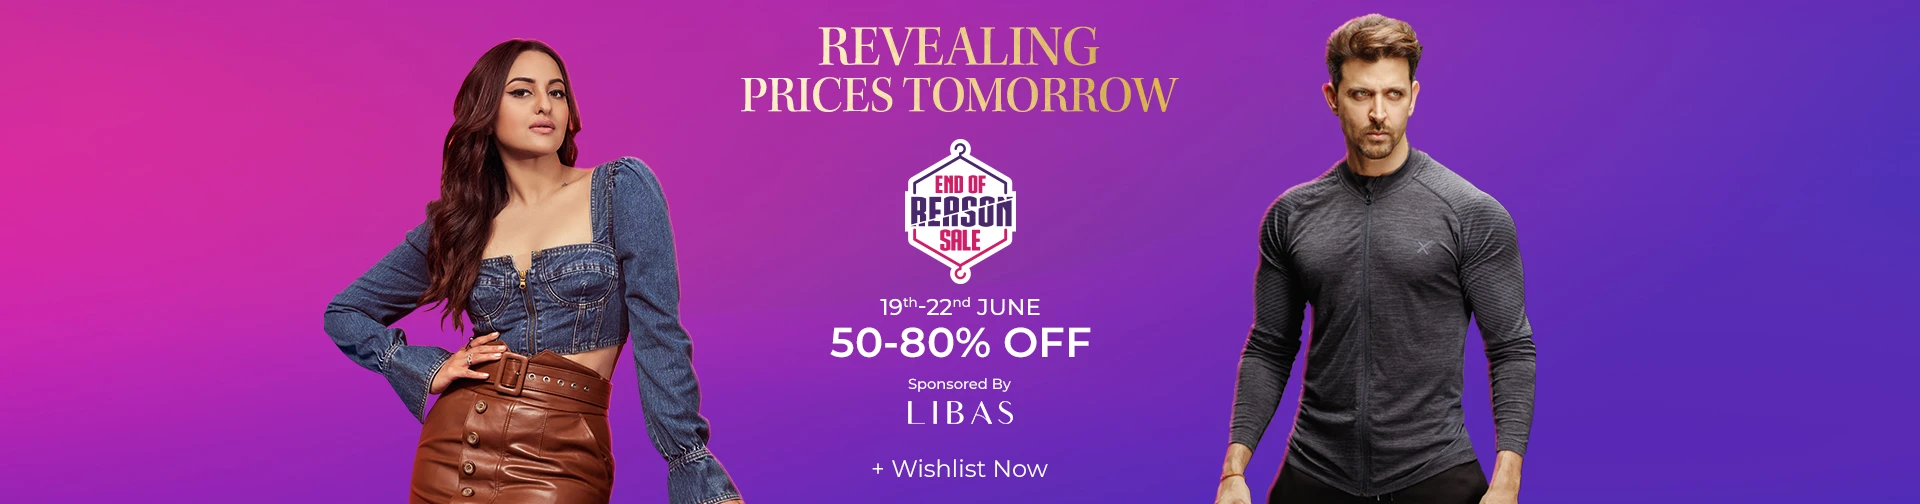 REVEALING
PRICES TOMORROW
END OF
REASON
SALE
19th-22nd JUNE
50-80% OFF
Sponsored By
LIBAS
+ Wishlist Now